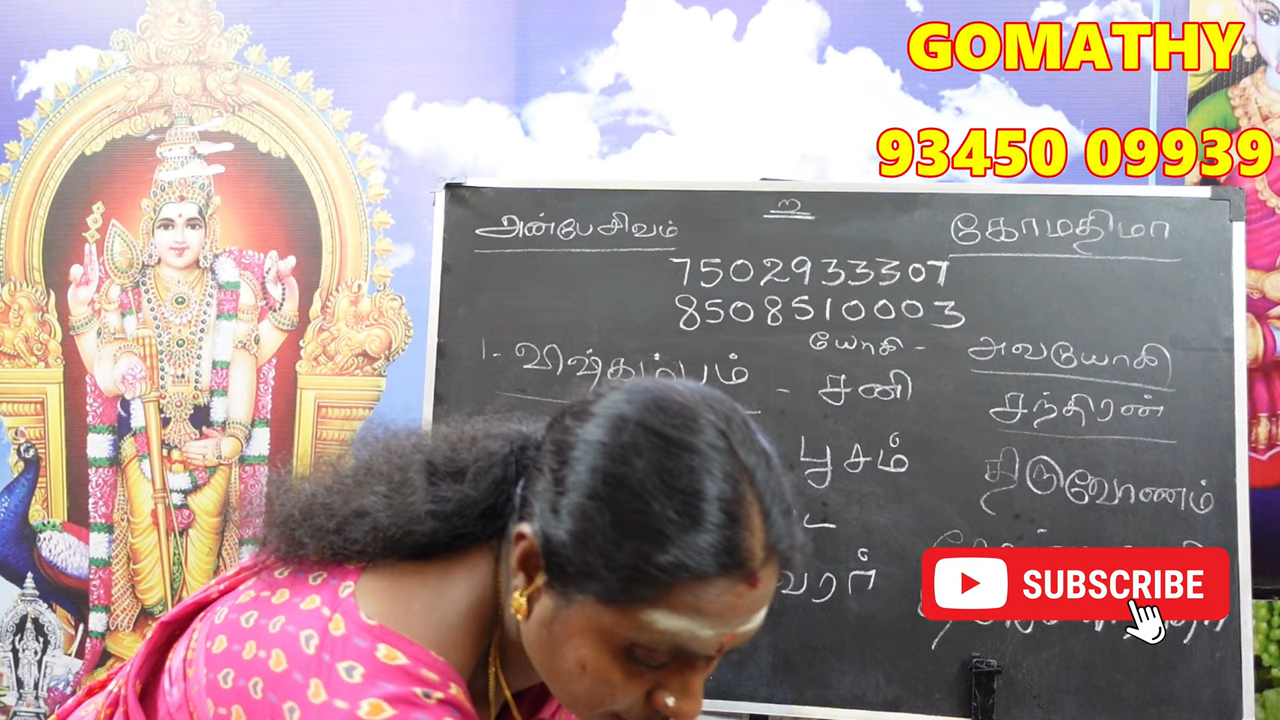 GOMATHY
93450 09939
உ
அன்பே சிவம்
கோமதிமா
7502933307
8508510003
யோகி - அவயோகி
1- விஷ்கம்பம் - சனி
சந்திரன்
பூசம்
திருவோணம்
SUBSCRIBE